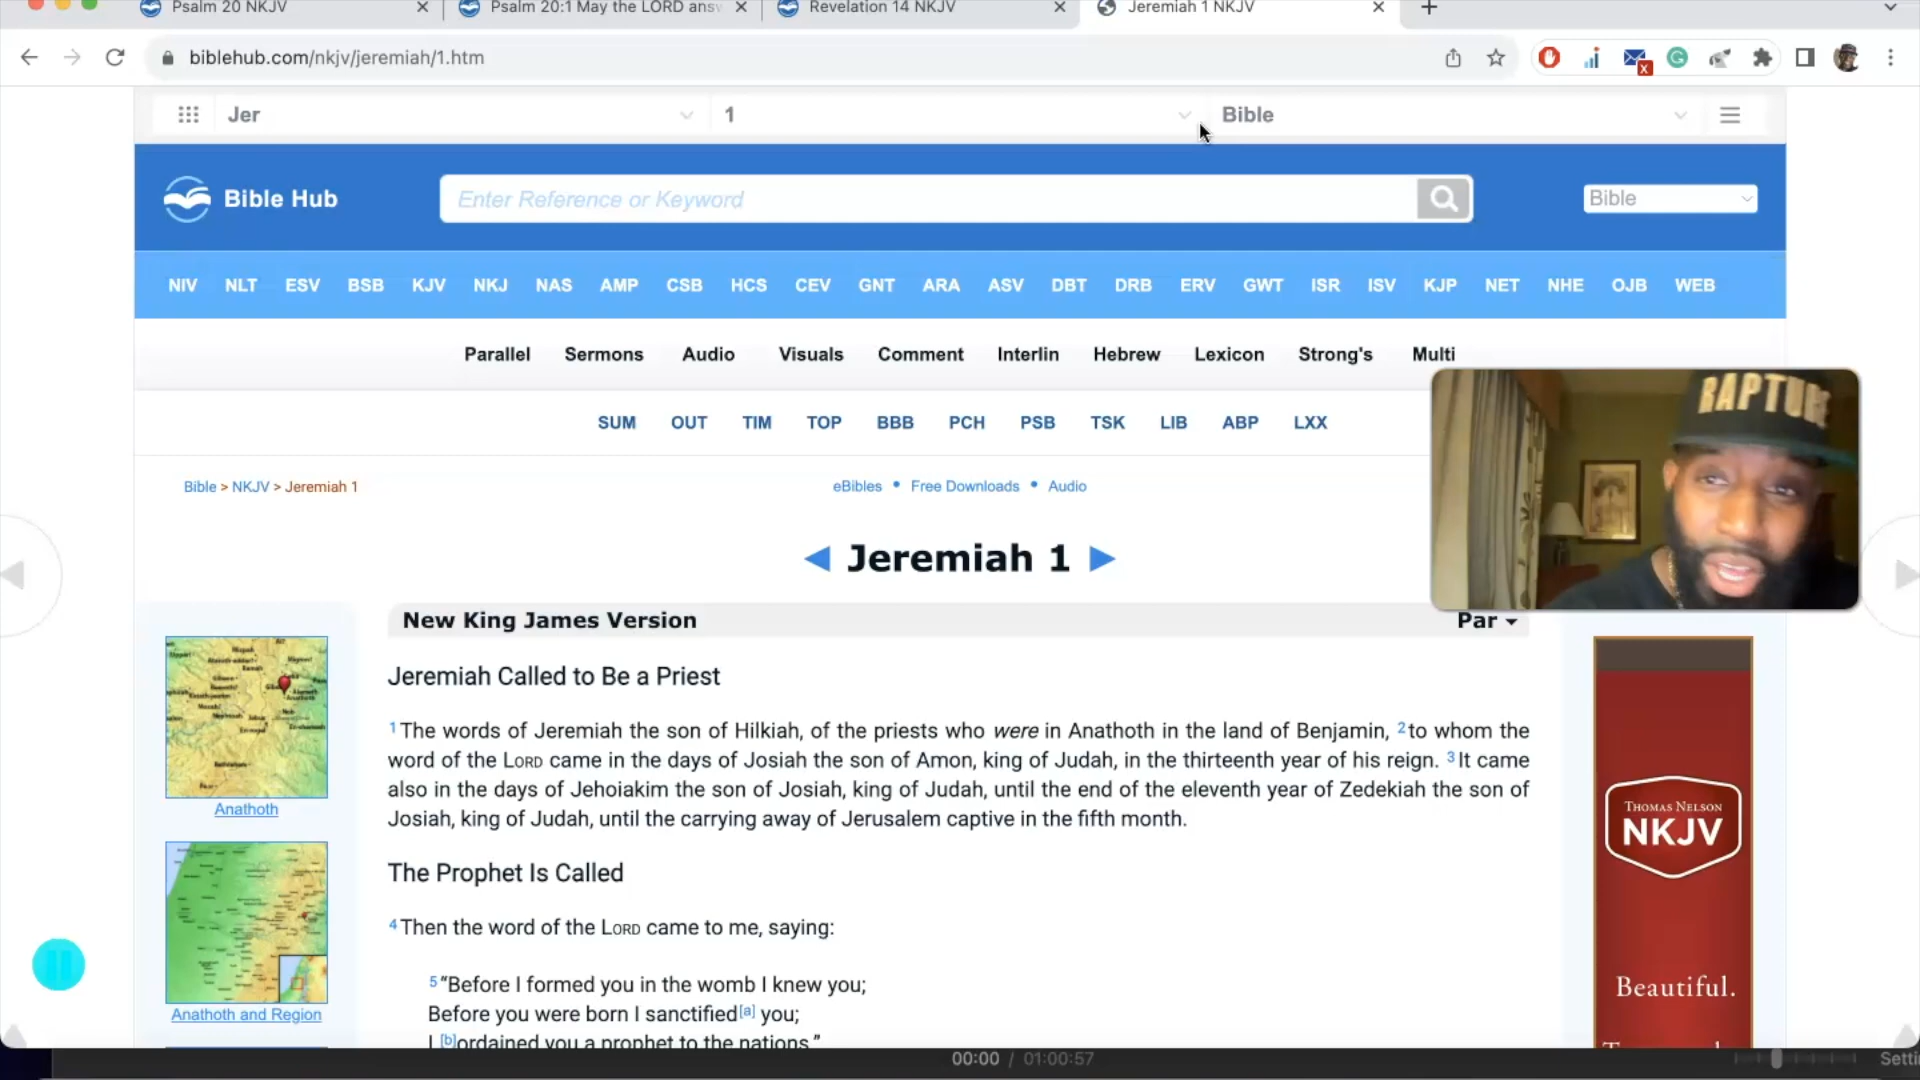 Psalm 20 NKJV
Psalm 20:1 May the LORD ans
Revelation 14 NKJV
Jeremiah 1 NKJV
biblehub.com/nkjv/jeremiah/1.htm
Jer 1 Bible
Bible Hub Enter Reference or Keyword Bible
NIV NLT ESV BSB KJV NKJ NAS AMP CSB HCS CEV GNT ARA ASV DBT DRB ERV GWT ISR ISV KJP NET NHE OJB WEB
Parallel Sermons Audio Visuals Comment Interlin Hebrew Lexicon Strong's Multi
SUM OUT TIM TOP BBB PCH PSB TSK LIB ABP LXX
RAPTURE
Bible > NKJV > Jeremiah 1
eBibles • Free Downloads • Audio
◄ Jeremiah 1 ►
New King James Version Par
Jeremiah Called to Be a Priest
1 The words of Jeremiah the son of Hilkiah, of the priests who were in Anathoth in the land of Benjamin, 2 to whom the
word of the LORD came in the days of Josiah the son of Amon, king of Judah, in the thirteenth year of his reign. 3 It came
also in the days of Jehoiakim the son of Josiah, king of Judah, until the end of the eleventh year of Zedekiah the son of
Josiah, king of Judah, until the carrying away of Jerusalem captive in the fifth month.
The Prophet Is Called
4 Then the word of the LORD came to me, saying:
5 “Before I formed you in the womb I knew you;
Before you were born I sanctified[a] you;
I [b]ordained you a prophet to the nations.”
Anathoth
Anathoth and Region
THOMAS NELSON
NKJV
Beautiful.
00:00 / 01:00:57
Setti